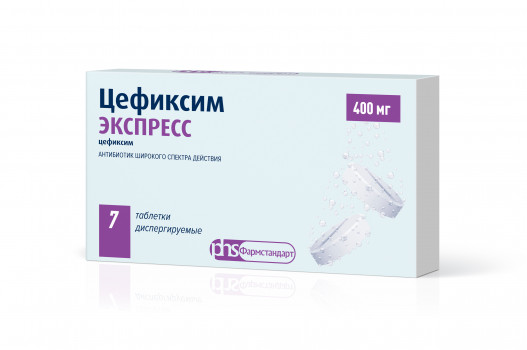 Цефиксим
ЭКСПРЕСС
цефиксим
АНТИБИОТИК ШИРОКОГО СПЕКТРА ДЕЙСТВИЯ
400 мг
7
таблетки
диспергируемые
phs Фармстандарт